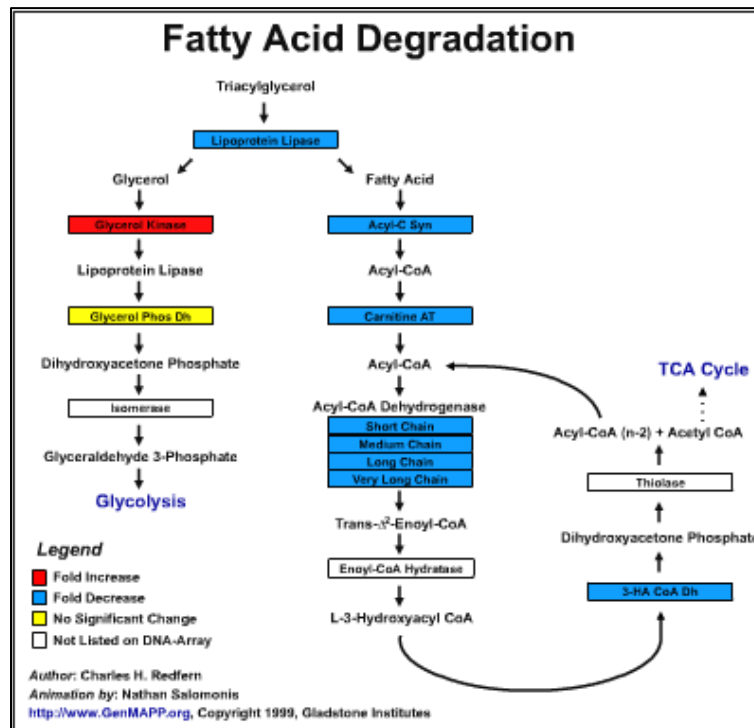 Fatty Acid Degradation
Triacylglycerol
Lipoprotein Lipase
Glycerol
Fatty Acid
Glycerol Kinase
Acyl-C Syn
Lipoprotein Lipase
Acyl-CoA
Glycerol Phos Dh
Carnitine AT
Dihydroxyacetone Phosphate
Acyl-CoA
TCA Cycle
Isomerase
Acyl-CoA Dehydrogenase
Short Chain
Medium Chain
Long Chain
Very Long Chain
Acyl-CoA (n-2) + Acetyl CoA
Glyceraldehyde 3-Phosphate
Thiolase
Glycolysis
Trans-Δ²-Enoyl-CoA
Dihydroxyacetone Phosphate
Enoyl-CoA Hydratase
3-HA CoA Dh
L-3-Hydroxyacyl CoA
Legend
Fold Increase
Fold Decrease
No Significant Change
Not Listed on DNA-Array
Author: Charles H. Redfern
Animation by: Nathan Salomonis
http://www.GenMAPP.org, Copyright 1999, Gladstone Institutes